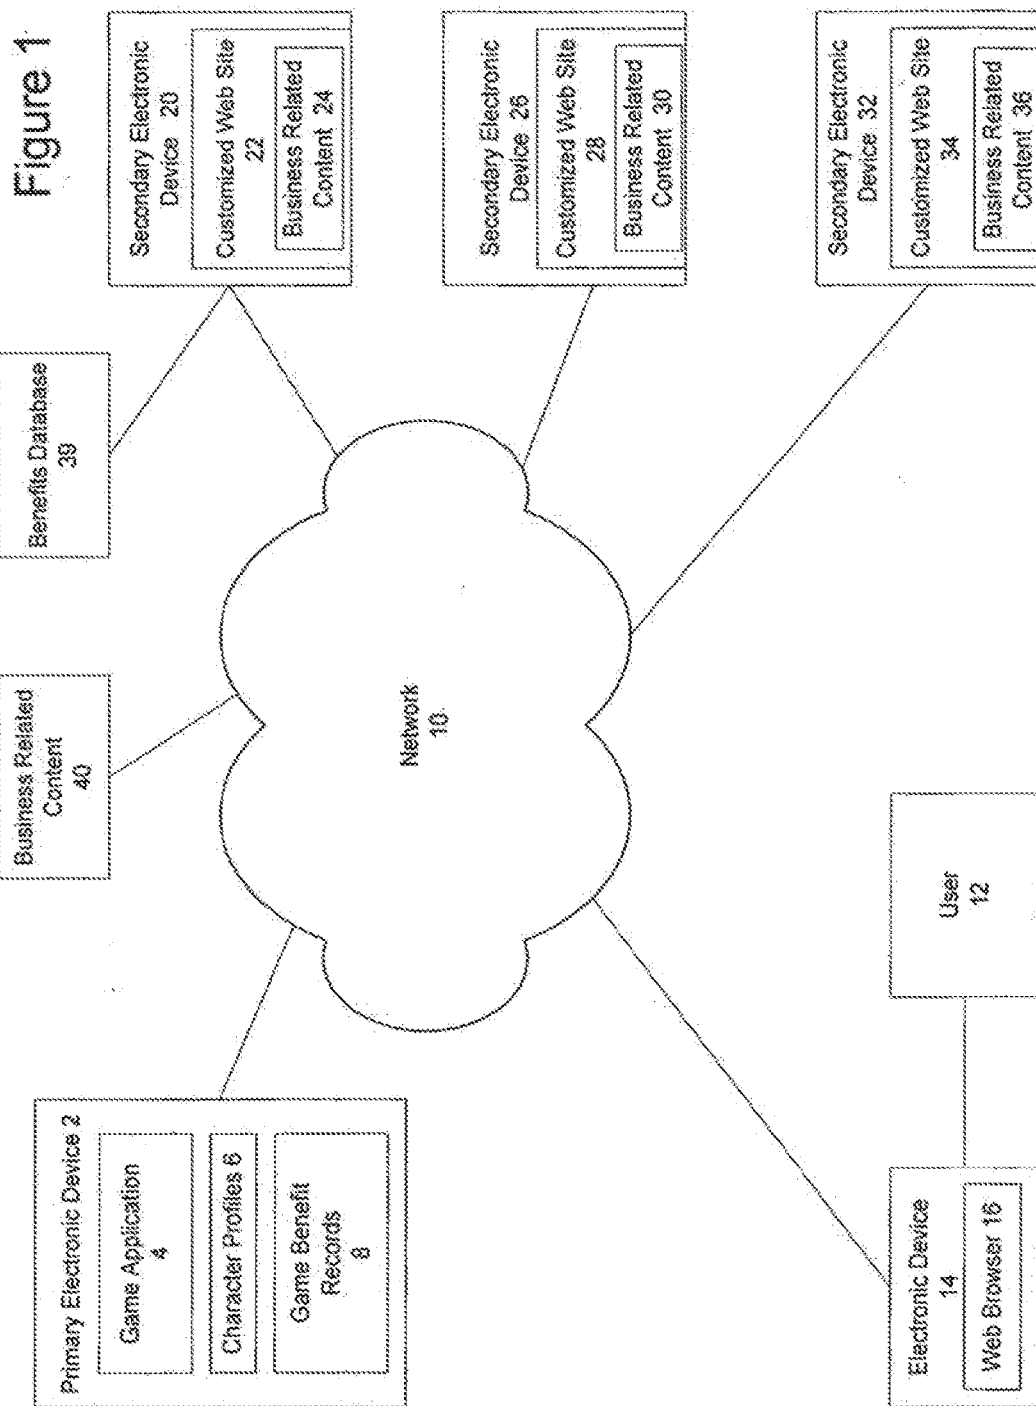 Figure 1
Primary Electronic Device 2
Game Application
4
Character Profiles 6
Game Benefit
Records
8
Business Related
Content
40
Benefits Database
39
Secondary Electronic
Device 20
Customized Web Site
22
Business Related
Content 24
Network
10
Secondary Electronic
Device 26
Customized Web Site
28
Business Related
Content 30
Electronic Device
14
Web Browser 16
User
12
Secondary Electronic
Device 32
Customized Web Site
34
Business Related
Content 36